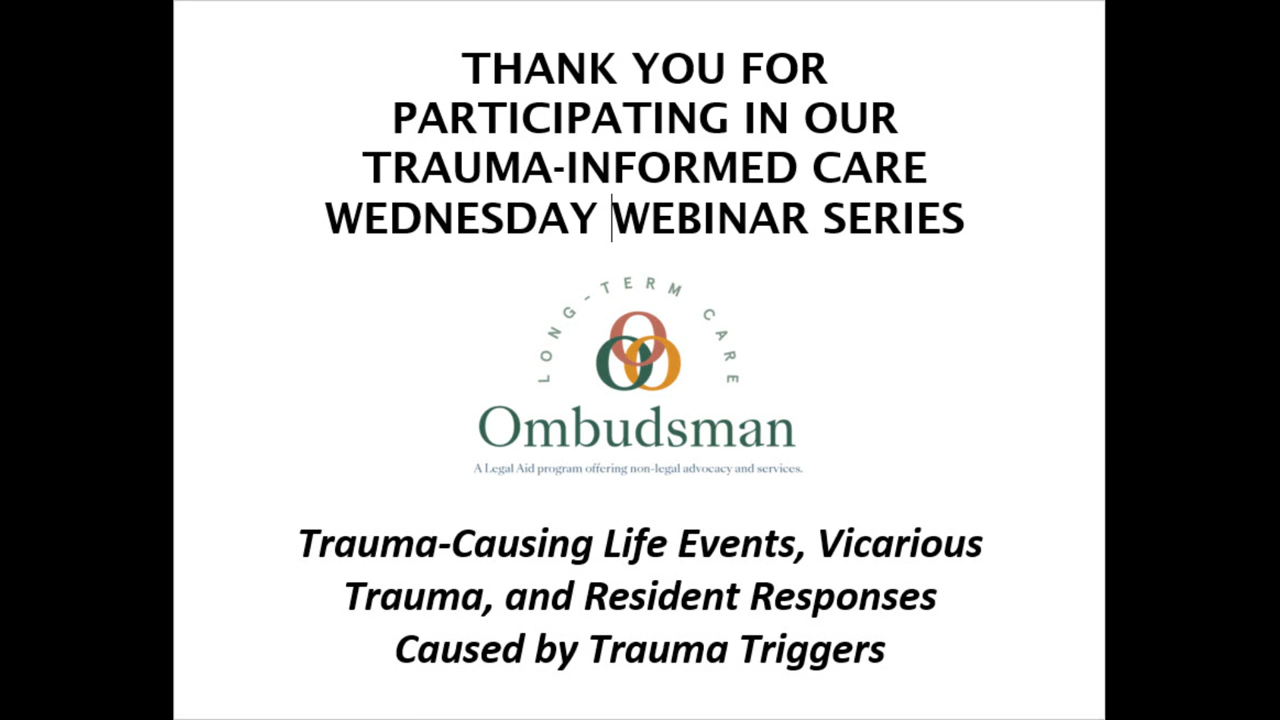 THANK YOU FOR
PARTICIPATING IN OUR
TRAUMA-INFORMED CARE
WEDNESDAY WEBINAR SERIES
LONG-TERM CARE
Ombudsman
A Legal Aid program offering non-legal advocacy and services.
Trauma-Causing Life Events, Vicarious
Trauma, and Resident Responses
Caused by Trauma Triggers